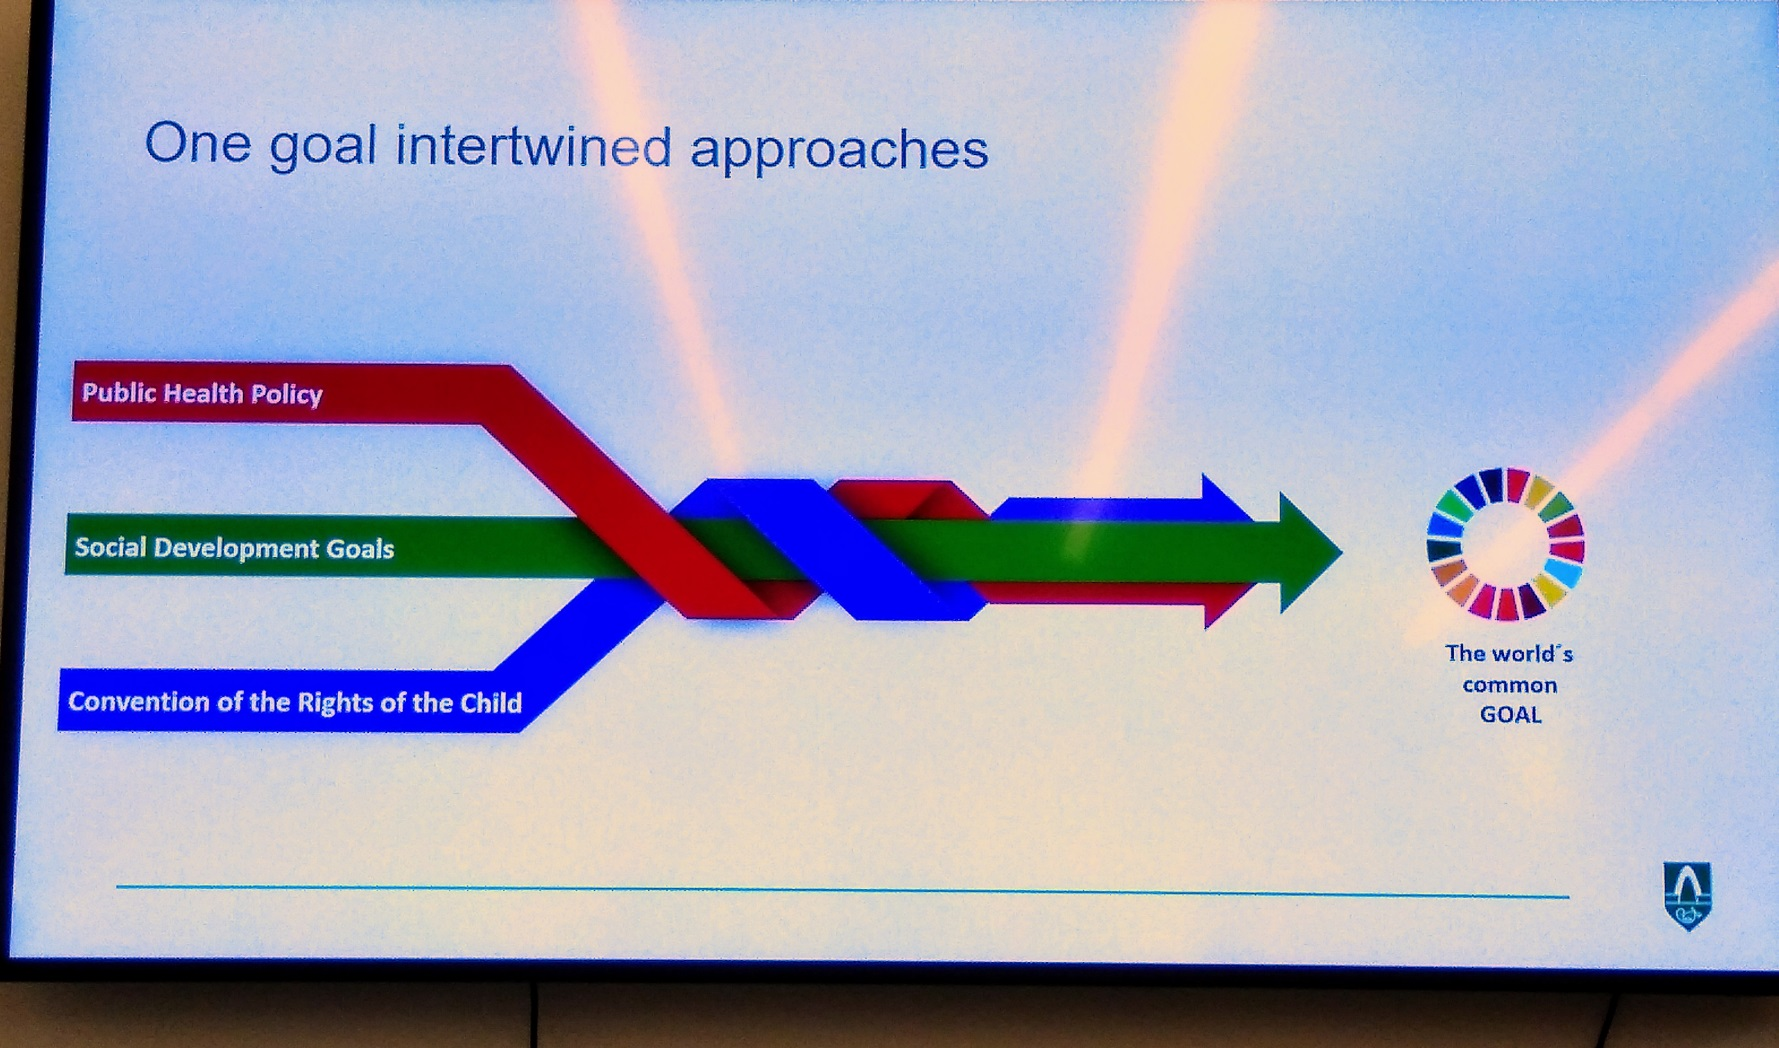 One goal intertwined approaches
Public Health Policy
Social Development Goals
Convention of the Rights of the Child
The world´s
common
GOAL